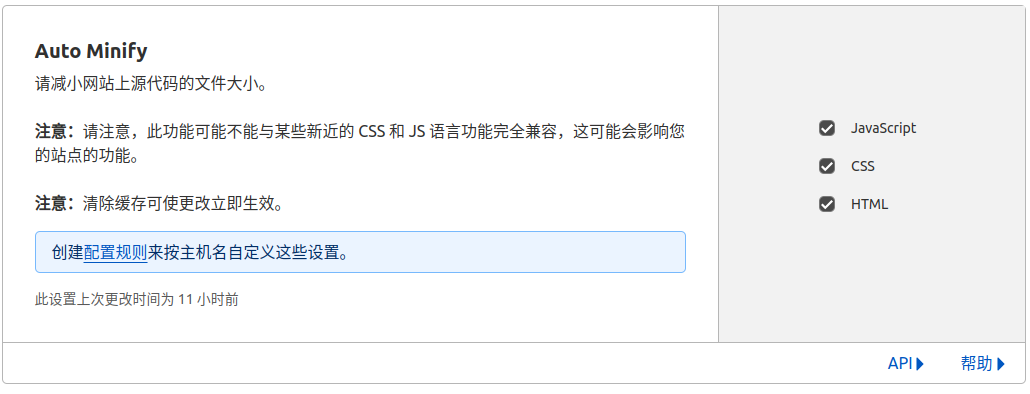 Auto Minify
请减小网站上源代码的文件大小。
注意：请注意，此功能可能不能与某些新近的 CSS 和 JS 语言功能完全兼容，这可能会影响您
的站点的功能。
注意：清除缓存可使更改立即生效。
创建配置规则来按主机名自定义这些设置。
此设置上次更改时间为 11 小时前
JavaScript
CSS
HTML
API
帮助